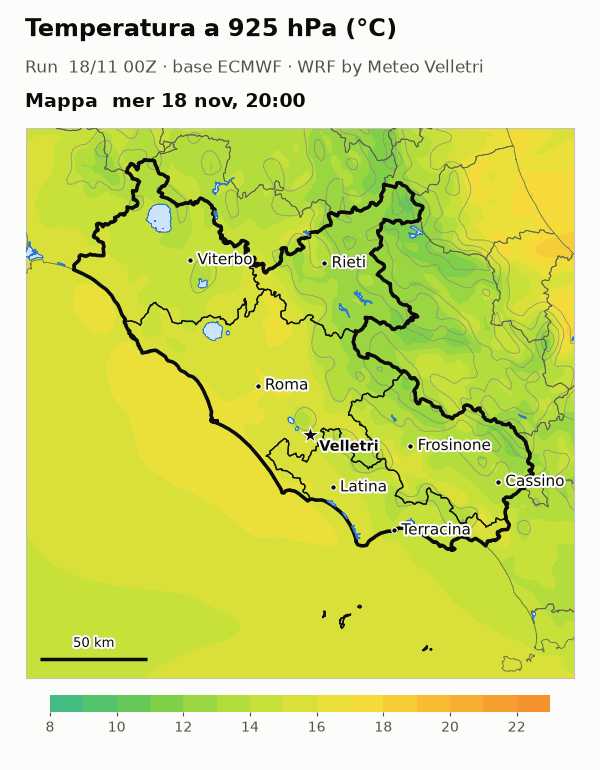 Temperatura a 925 hPa (°C)
Run  18/11 00Z · base ECMWF · WRF by Meteo Velletri
Mappa  mer 18 nov, 20:00
Viterbo
Rieti
Roma
Velletri
Frosinone
Latina
Cassino
Terracina
50 km
8 10 12 14 16 18 20 22